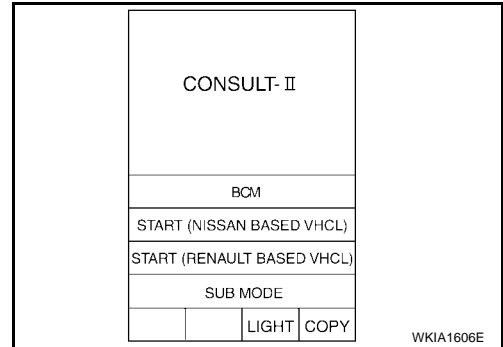 CONSULT-Ⅱ
BCM
START (NISSAN BASED VHCL)
START (RENAULT BASED VHCL)
SUB MODE
LIGHT COPY
WKIA1606E